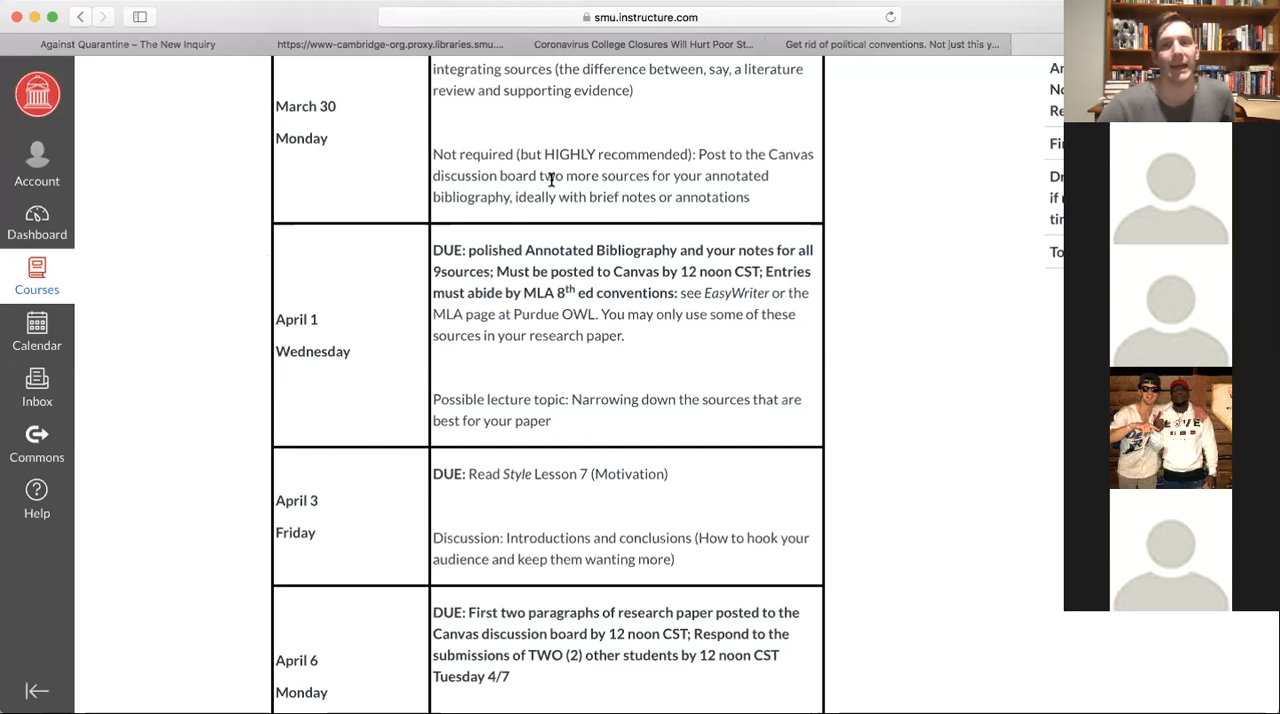 smu.instructure.com
Against Quarantine – The New Inquiry
https://www-cambridge-org.proxy.libraries.smu....
Coronavirus College Closures Will Hurt Poor St...
Get rid of political conventions. Not just this y...
Account
Dashboard
Courses
Calendar
Inbox
Commons
Help
March 30
Monday
integrating sources (the difference between, say, a literature
review and supporting evidence)
Not required (but HIGHLY recommended): Post to the Canvas
discussion board two more sources for your annotated
bibliography, ideally with brief notes or annotations
April 1
Wednesday
DUE: polished Annotated Bibliography and your notes for all
9sources; Must be posted to Canvas by 12 noon CST; Entries
must abide by MLA 8th ed conventions: see EasyWriter or the
MLA page at Purdue OWL. You may only use some of these
sources in your research paper.
Possible lecture topic: Narrowing down the sources that are
best for your paper
April 3
Friday
DUE: Read Style Lesson 7 (Motivation)
Discussion: Introductions and conclusions (How to hook your
audience and keep them wanting more)
April 6
Monday
DUE: First two paragraphs of research paper posted to the
Canvas discussion board by 12 noon CST; Respond to the
submissions of TWO (2) other students by 12 noon CST
Tuesday 4/7